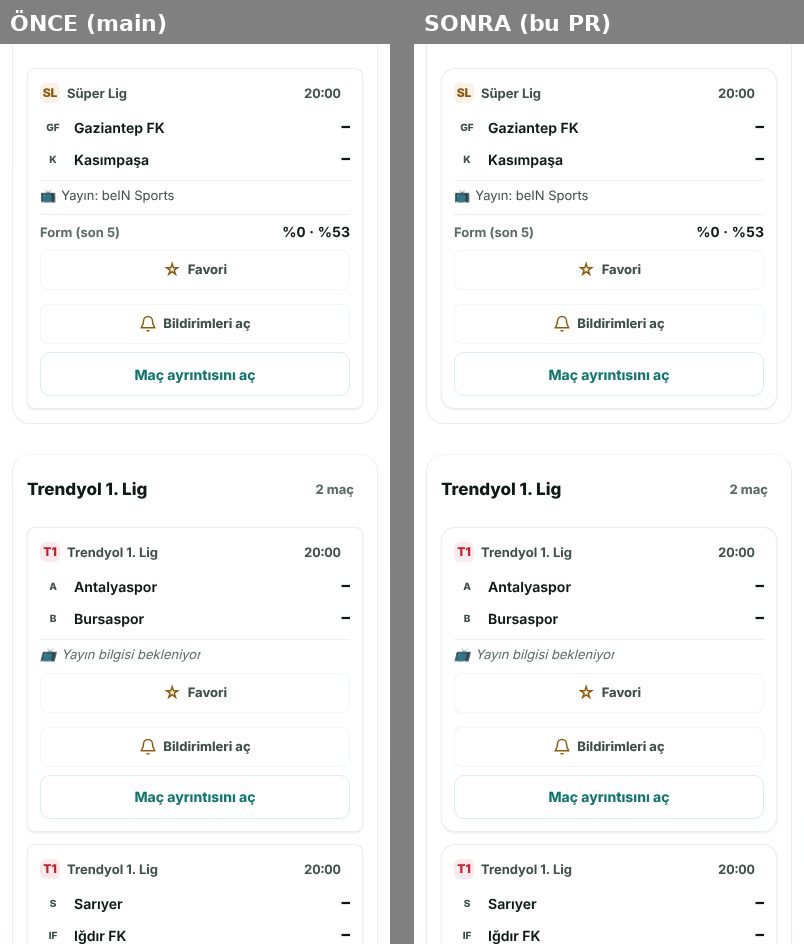 ÖNCE (main)
SL Süper Lig 20:00
GF Gaziantep FK –
K Kasımpaşa –
Yayın: beIN Sports
Form (son 5) %0 · %53
Favori
Bildirimleri aç
Maç ayrıntısını aç
Trendyol 1. Lig 2 maç
T1 Trendyol 1. Lig 20:00
A Antalyaspor –
B Bursaspor –
Yayın bilgisi bekleniyor
Favori
Bildirimleri aç
Maç ayrıntısını aç
T1 Trendyol 1. Lig 20:00
S Sarıyer –
IF Iğdır FK –
SONRA (bu PR)
SL Süper Lig 20:00
GF Gaziantep FK –
K Kasımpaşa –
Yayın: beIN Sports
Form (son 5) %0 · %53
Favori
Bildirimleri aç
Maç ayrıntısını aç
Trendyol 1. Lig 2 maç
T1 Trendyol 1. Lig 20:00
A Antalyaspor –
B Bursaspor –
Yayın bilgisi bekleniyor
Favori
Bildirimleri aç
Maç ayrıntısını aç
T1 Trendyol 1. Lig 20:00
S Sarıyer –
IF Iğdır FK –